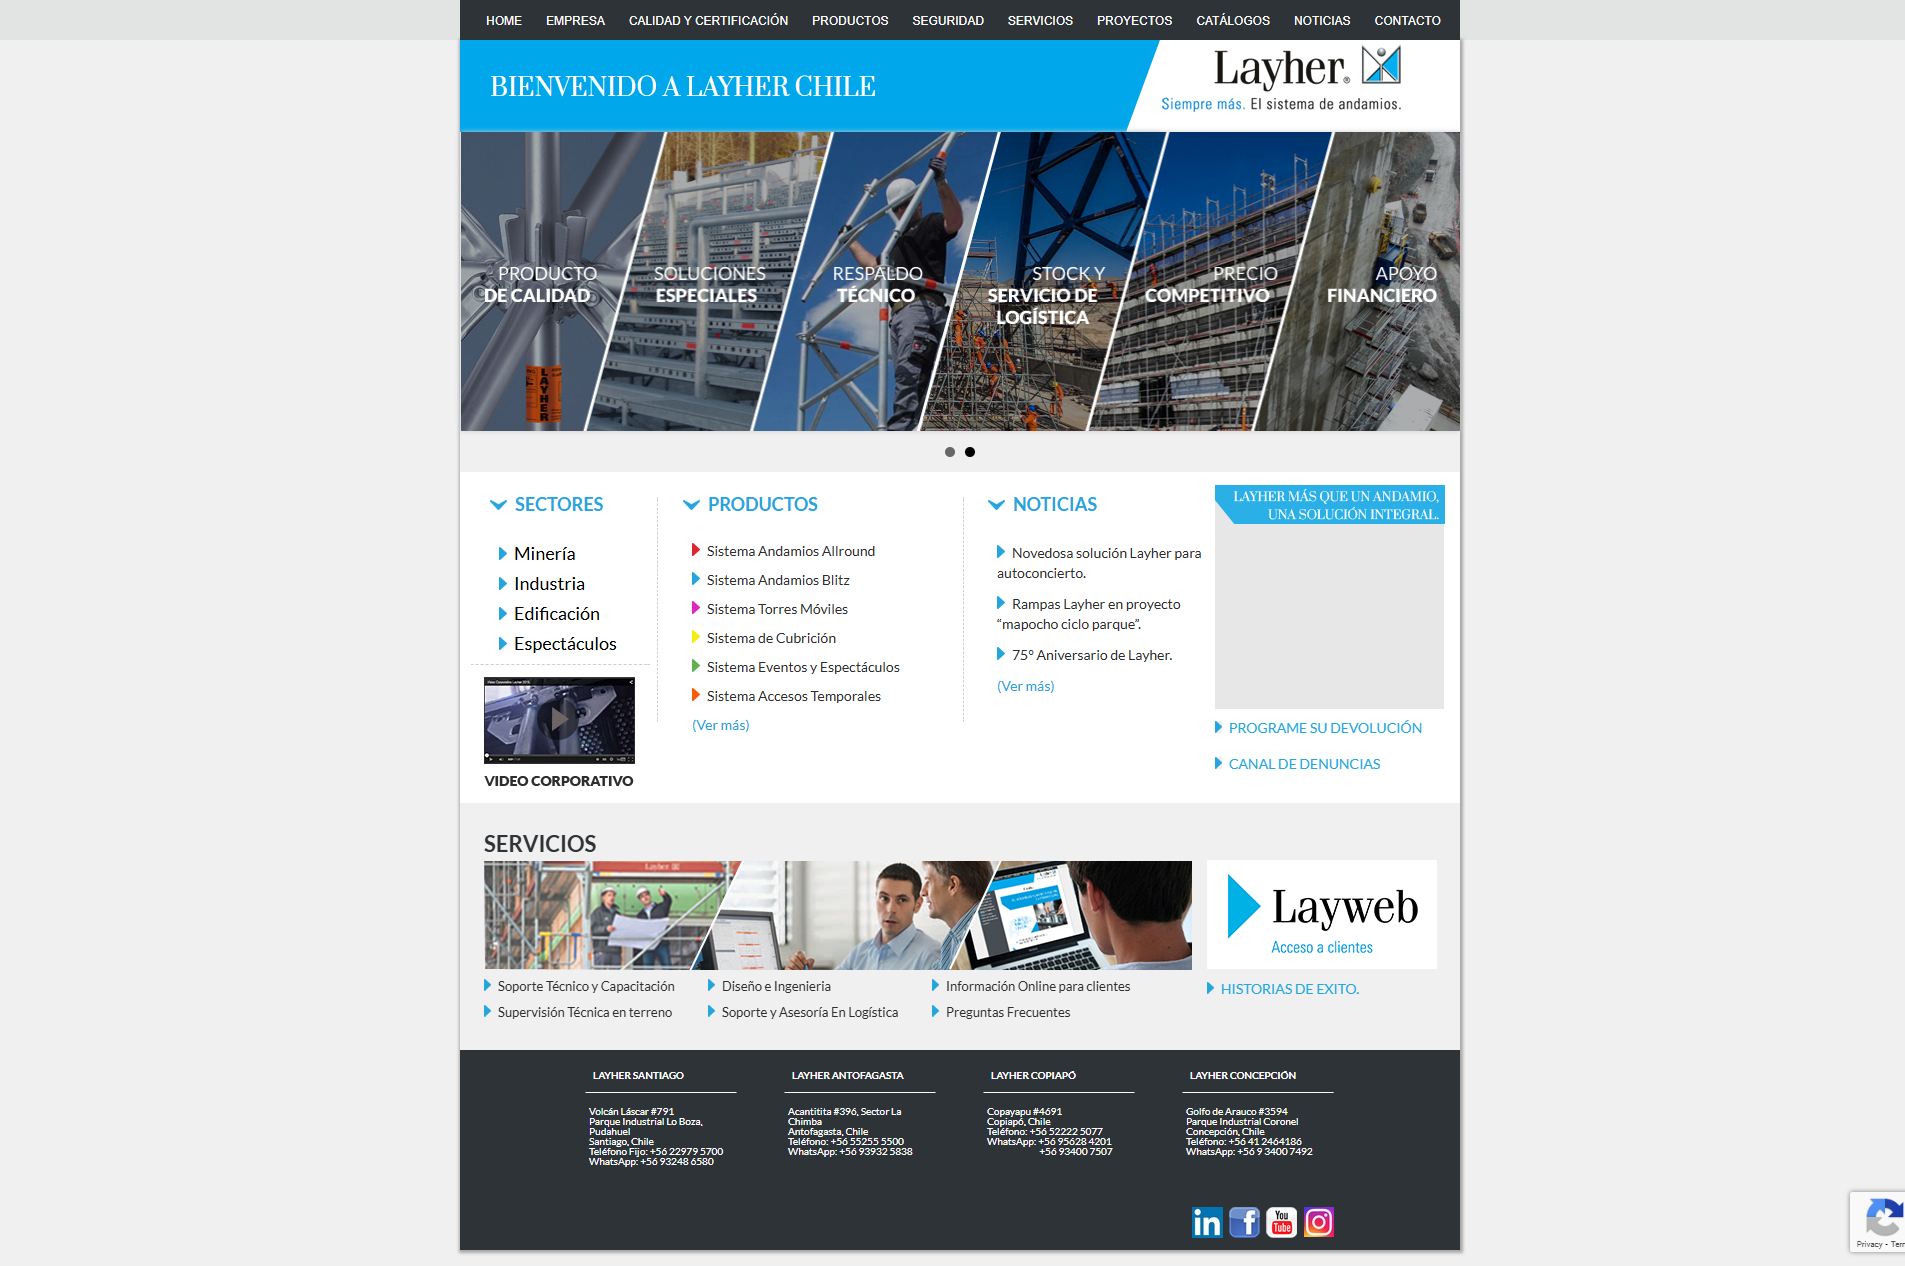 HOME EMPRESA CALIDAD Y CERTIFICACIÓN PRODUCTOS SEGURIDAD SERVICIOS PROYECTOS CATÁLOGOS NOTICIAS CONTACTO
BIENVENIDO A LAYHER CHILE
Layher®
Siempre más. El sistema de andamios.
PRODUCTO
DE CALIDAD
SOLUCIONES
ESPECIALES
RESPALDO
TÉCNICO
STOCK Y
SERVICIO DE
LOGÍSTICA
PRECIO
COMPETITIVO
APOYO
FINANCIERO
LAYHER
SECTORES
Minería
Industria
Edificación
Espectáculos
VIDEO CORPORATIVO
PRODUCTOS
Sistema Andamios Allround
Sistema Andamios Blitz
Sistema Torres Móviles
Sistema de Cubrición
Sistema Eventos y Espectáculos
Sistema Accesos Temporales
(Ver más)
NOTICIAS
Novedosa solución Layher para
autoconcierto.
Rampas Layher en proyecto
“mapocho ciclo parque”.
75° Aniversario de Layher.
(Ver más)
LAYHER MÁS QUE UN ANDAMIO,
UNA SOLUCIÓN INTEGRAL.
PROGRAME SU DEVOLUCIÓN
CANAL DE DENUNCIAS
SERVICIOS
Layher
Soporte Técnico y Capacitación
Supervisión Técnica en terreno
Diseño e Ingenieria
Soporte y Asesoría En Logística
Información Online para clientes
Preguntas Frecuentes
Layweb
Acceso a clientes
HISTORIAS DE EXITO.
LAYHER SANTIAGO
Volcán Láscar #791
Parque Industrial Lo Boza,
Pudahuel
Santiago, Chile
Teléfono Fijo: +56 22979 5700
WhatsApp: +56 93248 6580
LAYHER ANTOFAGASTA
Acantitita #396, Sector La
Chimba
Antofagasta, Chile
Teléfono: +56 55255 5500
WhatsApp: +56 93932 5838
LAYHER COPIAPÓ
Copayapu #4691
Copiapó, Chile
Teléfono: +56 52222 5077
WhatsApp: +56 95628 4201
+56 93400 7507
LAYHER CONCEPCIÓN
Golfo de Arauco #3594
Parque Industrial Coronel
Concepción, Chile
Teléfono: +56 41 2464186
WhatsApp: +56 9 3400 7492
in f You Tube
Privacy - Ter